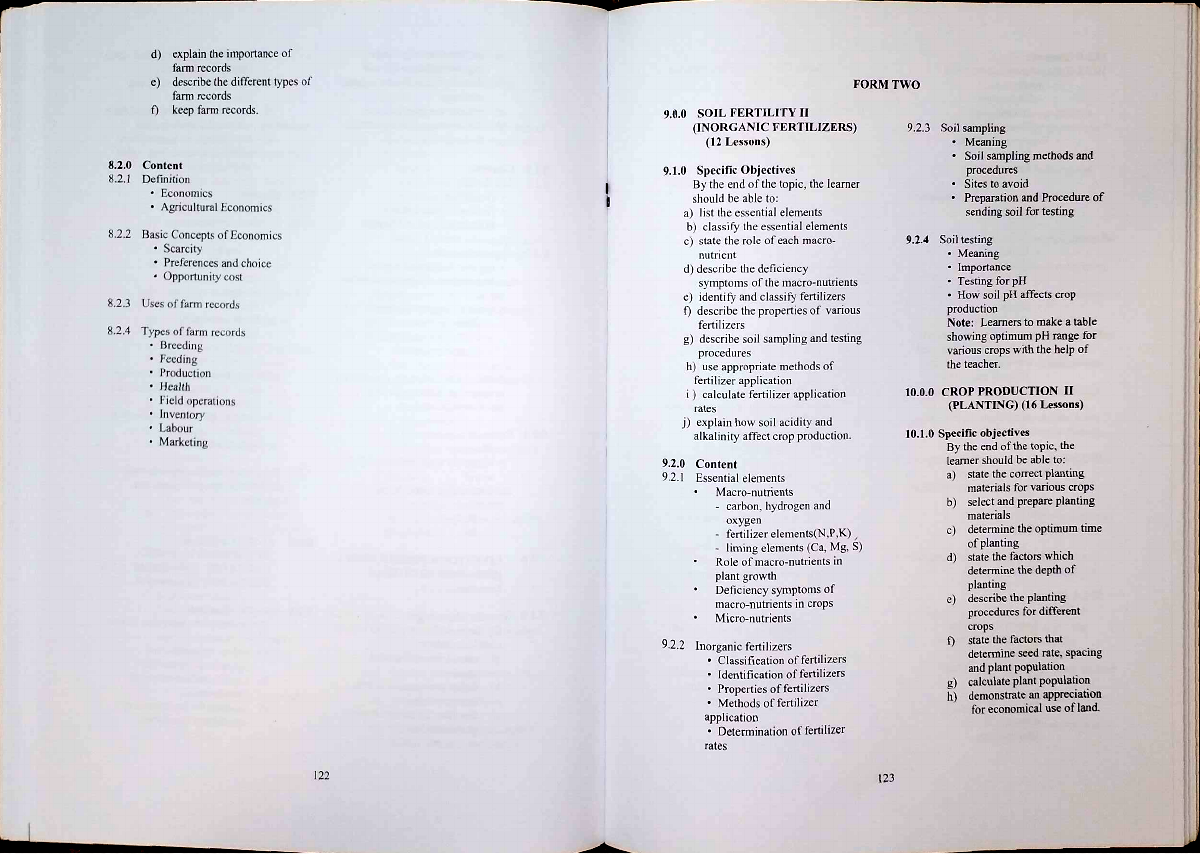 d) explain the importance of
farm records
e) describe the different types of
farm records
f) keep farm records.
8.2.0 Content
8.2.1 Definition
• Economics
• Agricultural Economics
8.2.2 Basic Concepts of Economics
• Scarcity
• Preferences and choice
• Opportunity cost
8.2.3 Uses of farm records
8.2.4 Types of farm records
• Breeding
• Feeding
• Production
• Health
• Field operations
• Inventory
• Labour
• Marketing
122
FORM TWO
9.0.0 SOIL FERTILITY II
(INORGANIC FERTILIZERS)
(12 Lessons)
9.1.0 Specific Objectives
By the end of the topic, the learner
should be able to:
a) list the essential elements
b) classify the essential elements
c) state the role of each macro-
nutrient
d) describe the deficiency
symptoms of the macro-nutrients
e) identify and classify fertilizers
f) describe the properties of various
fertilizers
g) describe soil sampling and testing
procedures
h) use appropriate methods of
fertilizer application
i ) calculate fertilizer application
rates
j) explain how soil acidity and
alkalinity affect crop production.
9.2.0 Content
9.2.1 Essential elements
• Macro-nutrients
- carbon, hydrogen and
oxygen
- fertilizer elements(N,P,K)
- liming elements (Ca, Mg, S)
• Role of macro-nutrients in
plant growth
• Deficiency symptoms of
macro-nutrients in crops
• Micro-nutrients
9.2.2 Inorganic fertilizers
• Classification of fertilizers
• Identification of fertilizers
• Properties of fertilizers
• Methods of fertilizer
application
• Determination of fertilizer
rates
9.2.3 Soil sampling
• Meaning
• Soil sampling methods and
procedures
• Sites to avoid
• Preparation and Procedure of
sending soil for testing
9.2.4 Soil testing
• Meaning
• Importance
• Testing for pH
• How soil pH affects crop
production
Note: Learners to make a table
showing optimum pH range for
various crops with the help of
the teacher.
10.0.0 CROP PRODUCTION II
(PLANTING) (16 Lessons)
10.1.0 Specific objectives
By the end of the topic, the
learner should be able to:
a) state the correct planting
materials for various crops
b) select and prepare planting
materials
c) determine the optimum time
of planting
d) state the factors which
determine the depth of
planting
e) describe the planting
procedures for different
crops
f) state the factors that
determine seed rate, spacing
and plant population
g) calculate plant population
h) demonstrate an appreciation
for economical use of land.
123